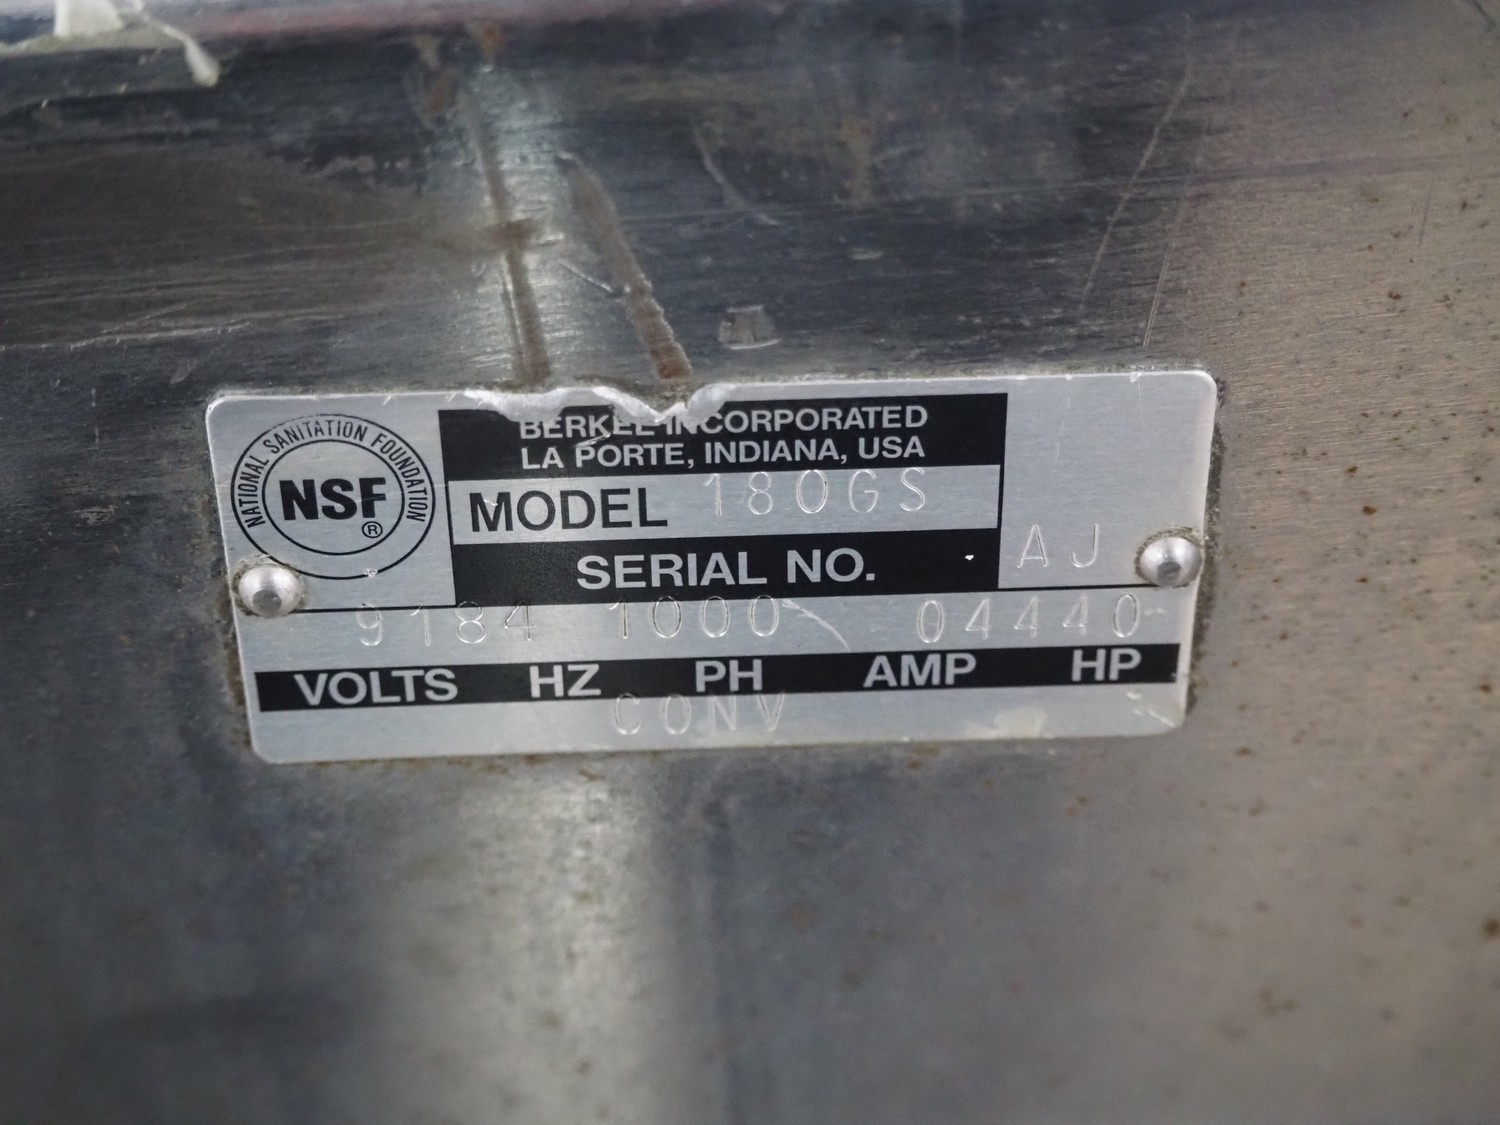 NATIONAL SANITATION FOUNDATION
NSF
®
BERKEL INCORPORATED
LA PORTE, INDIANA, USA
MODEL 180GS
SERIAL NO. AJ
9184 1000 04440
VOLTS HZ PH AMP HP
CONV